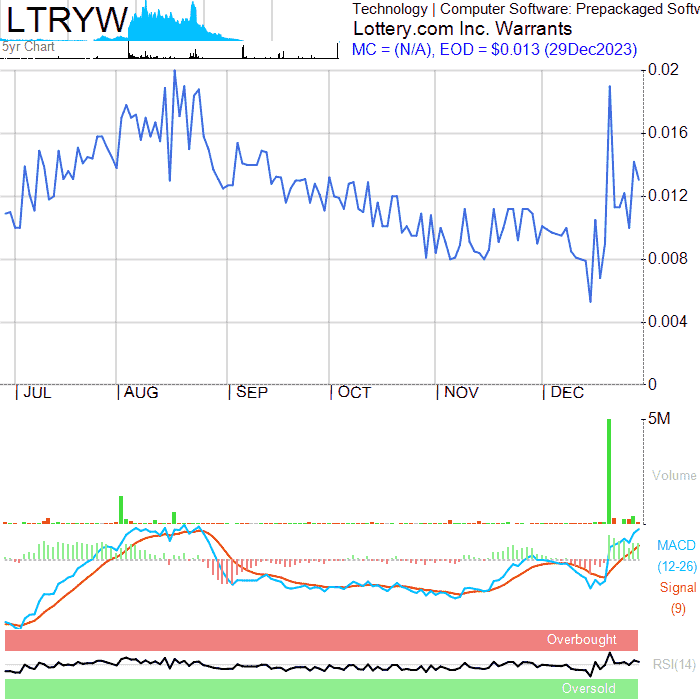 LTRYW
5yr Chart
Technology | Computer Software: Prepackaged Softw
Lottery.com Inc. Warrants
MC = (N/A), EOD = $0.013 (29Dec2023)
0.02
0.016
0.012
0.008
0.004
0
JUL AUG SEP OCT NOV DEC
5M
Volume
MACD
(12-26)
Signal
(9)
Overbought
RSI(14)
Oversold